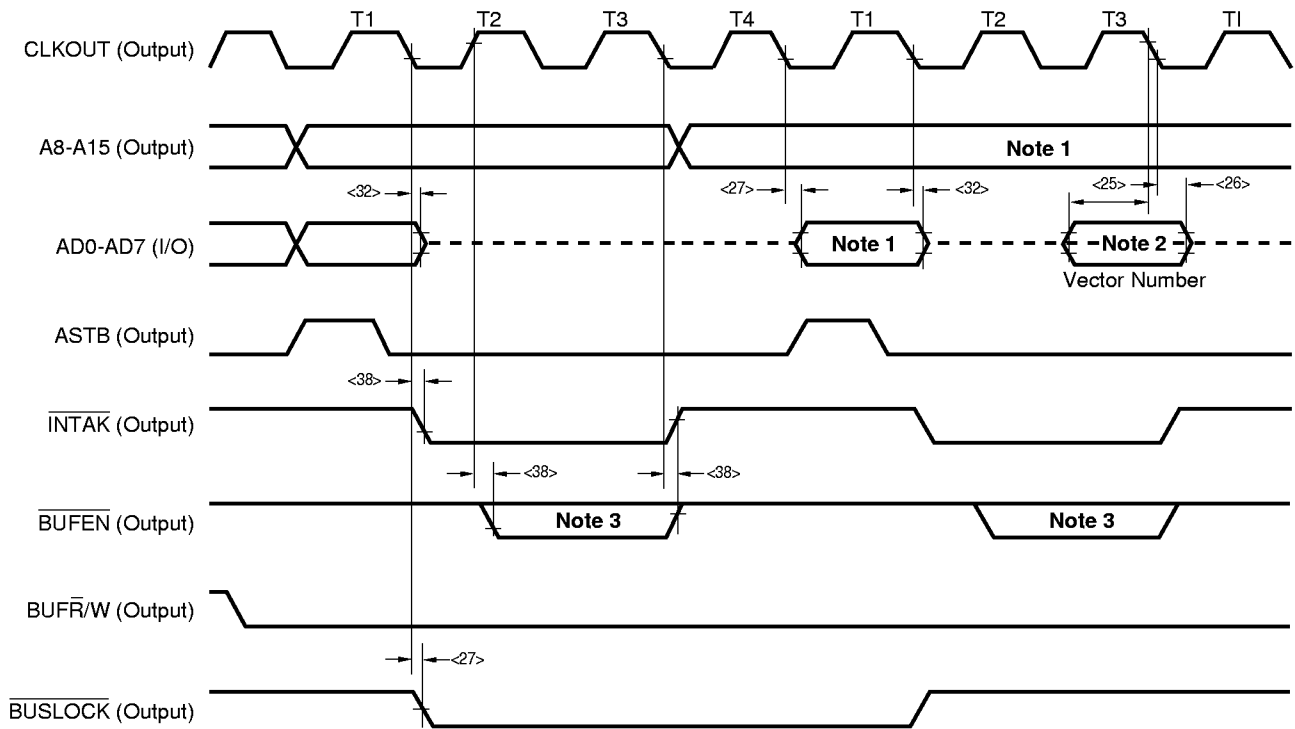 T1 T2 T3 T4 T1 T2 T3 TI
CLKOUT (Output)
A8-A15 (Output) Note 1
<32> <27> <32> <25> <26>
AD0-AD7 (I/O) Note 1 Note 2
Vector Number
ASTB (Output)
<38>
INTAK (Output)
<38> <38>
BUFEN (Output) Note 3 Note 3
BUFR/W (Output)
<27>
BUSLOCK (Output)